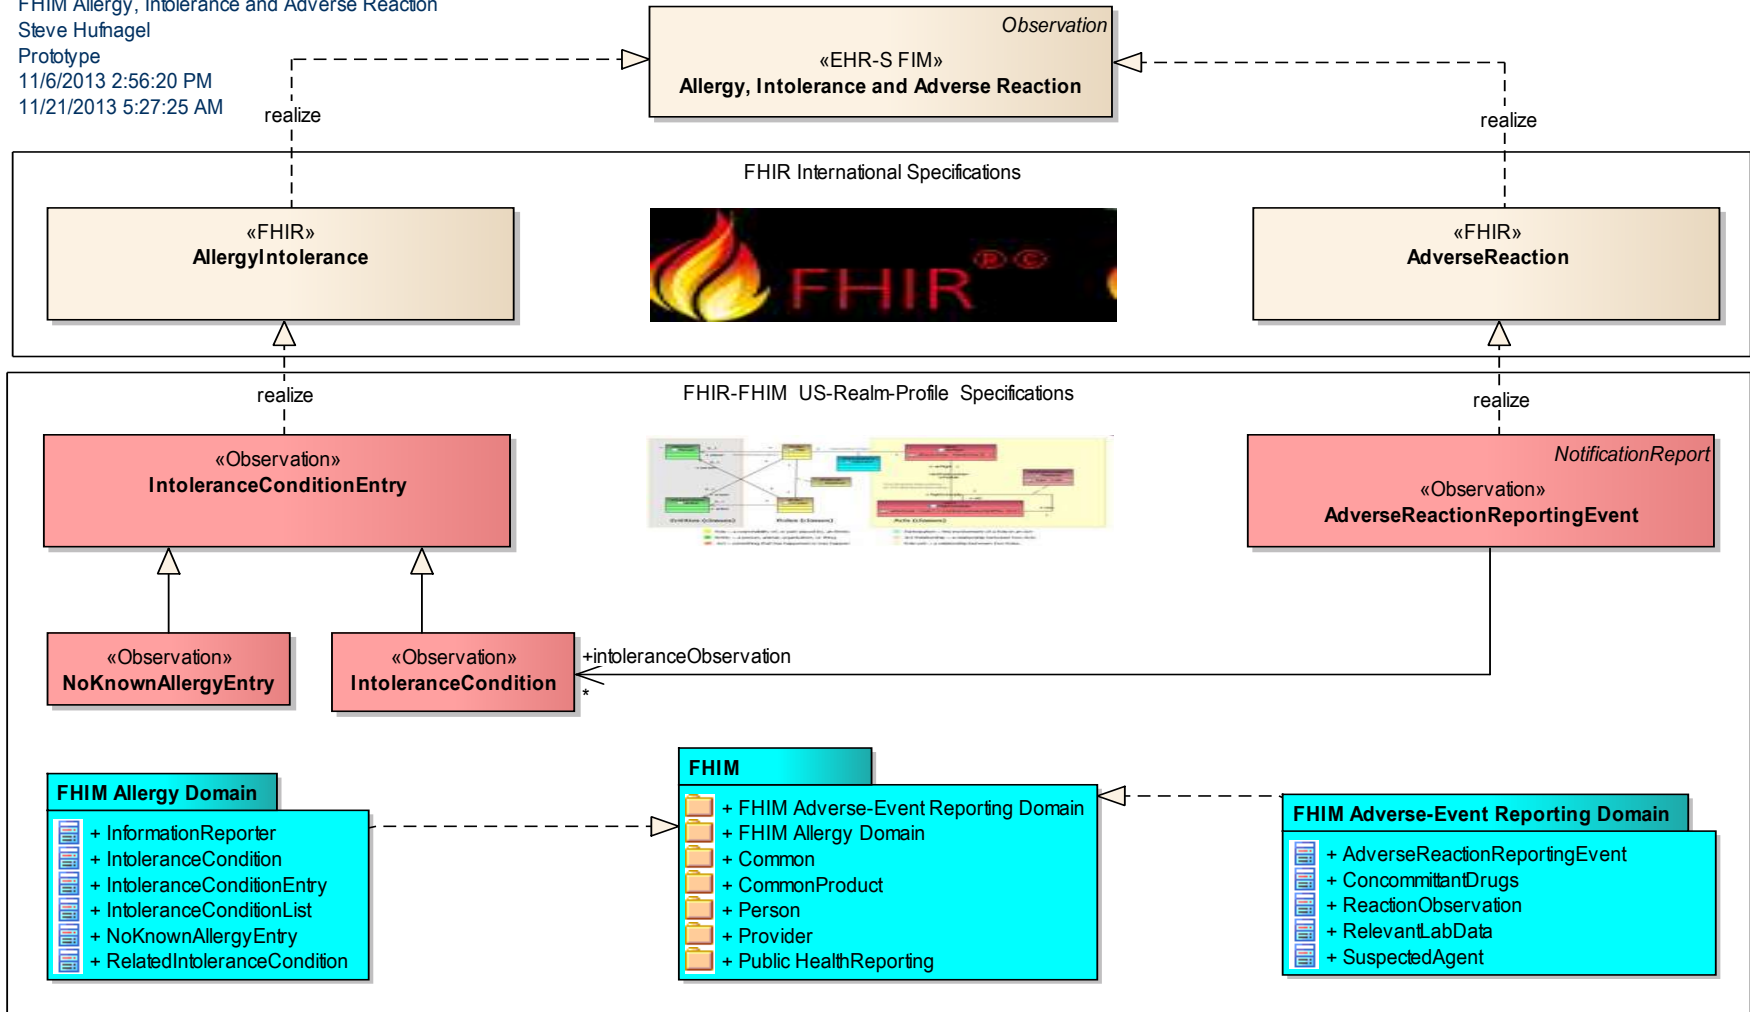 FHIM Allergy, Intolerance and Adverse Reaction
Steve Hufnagel
Prototype
11/6/2013 2:56:20 PM
11/21/2013 5:27:25 AM
Observation
«EHR-S FIM»
Allergy, Intolerance and Adverse Reaction
realize
realize
FHIR International Specifications
«FHIR»
AllergyIntolerance
FHIR ® ©
«FHIR»
AdverseReaction
FHIR-FHIM US-Realm-Profile Specifications
realize
realize
«Observation»
IntoleranceConditionEntry
NotificationReport
«Observation»
AdverseReactionReportingEvent
«Observation»
NoKnownAllergyEntry
«Observation»
IntoleranceCondition
+intoleranceObservation
*
FHIM Allergy Domain
+ InformationReporter
+ IntoleranceCondition
+ IntoleranceConditionEntry
+ IntoleranceConditionList
+ NoKnownAllergyEntry
+ RelatedIntoleranceCondition
FHIM
+ FHIM Adverse-Event Reporting Domain
+ FHIM Allergy Domain
+ Common
+ CommonProduct
+ Person
+ Provider
+ Public HealthReporting
FHIM Adverse-Event Reporting Domain
+ AdverseReactionReportingEvent
+ ConcommittantDrugs
+ ReactionObservation
+ RelevantLabData
+ SuspectedAgent